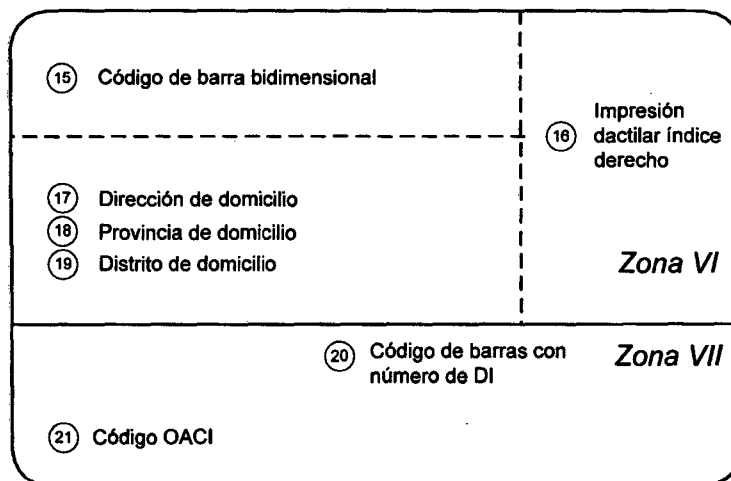 15 Código de barra bidimensional
16 Impresión
dactilar índice
derecho
17 Dirección de domicilio
18 Provincia de domicilio
19 Distrito de domicilio
Zona VI
20 Código de barras con
número de DI
Zona VII
21 Código OACI